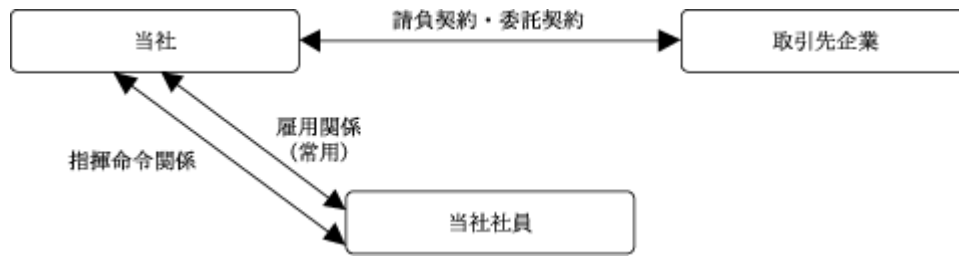 請負契約・委託契約
当社
取引先企業
雇用関係
（常用）
指揮命令関係
当社社員